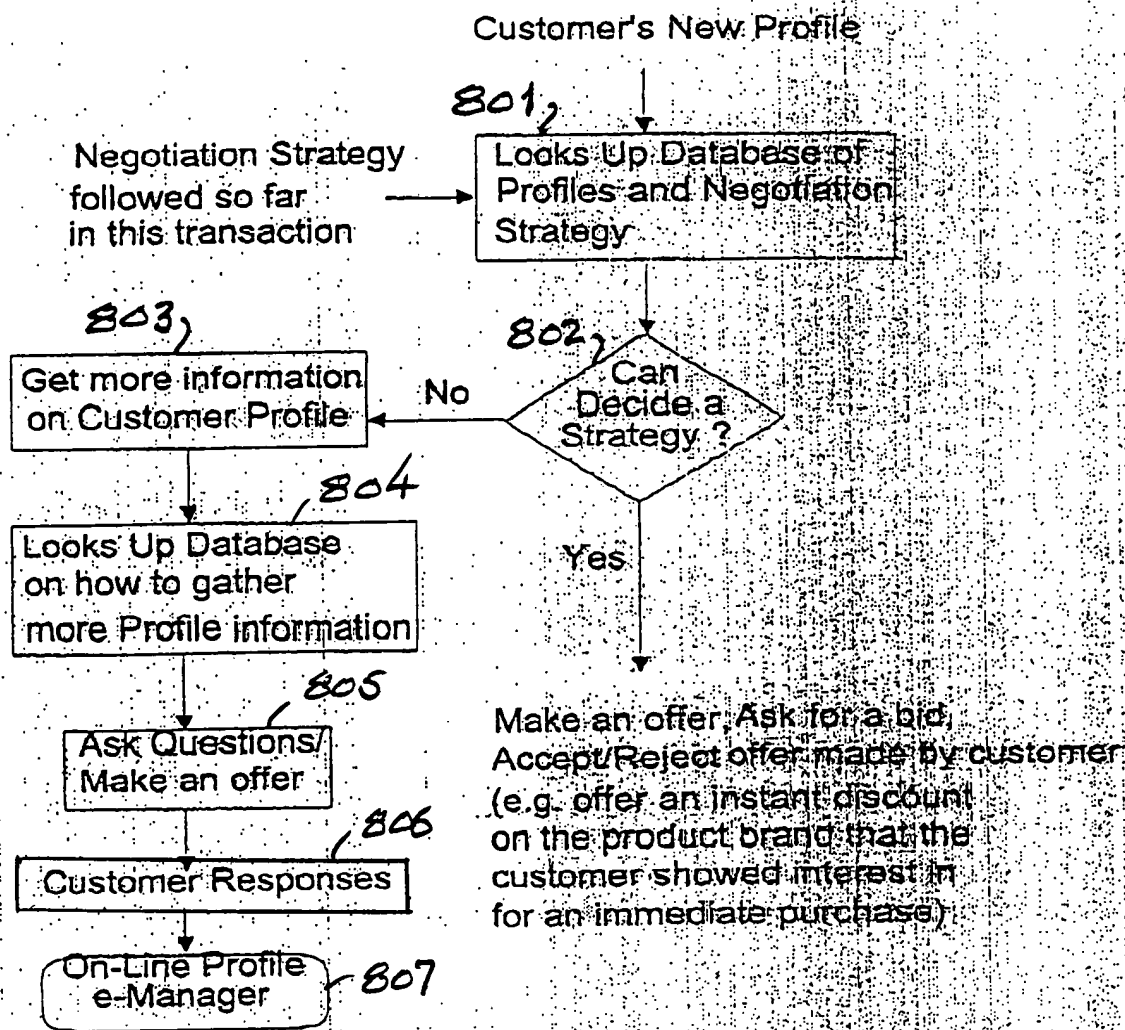 Customer's New Profile
801
Negotiation Strategy
followed so far
in this transaction
Looks Up Database of
Profiles and Negotiation
Strategy
803
802
Get more information
on Customer Profile
No
Can
Decide a
Strategy ?
804
Looks Up Database
on how to gather
more Profile information
Yes
805
Ask Questions/
Make an offer
Make an offer, Ask for a bid,
Accept/Reject offer made by customer
(e.g. offer an instant discount
on the product brand that the
customer showed interest in
for an immediate purchase)
806
Customer Responses
On-Line Profile
e-Manager
807